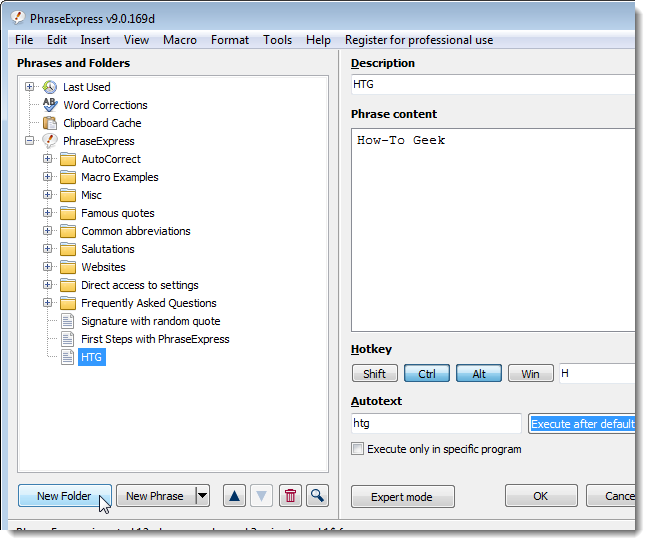 PhraseExpress v9.0.169d
File Edit Insert View Macro Format Tools Help Register for professional use
Phrases and Folders
Last Used
Word Corrections
Clipboard Cache
PhraseExpress
AutoCorrect
Macro Examples
Misc
Famous quotes
Common abbreviations
Salutations
Websites
Direct access to settings
Frequently Asked Questions
Signature with random quote
First Steps with PhraseExpress
HTG
New Folder New Phrase
Description
HTG
Phrase content
How-To Geek
Hotkey
Shift Ctrl Alt Win H
Autotext
htg Execute after default
Execute only in specific program
Expert mode OK Cance